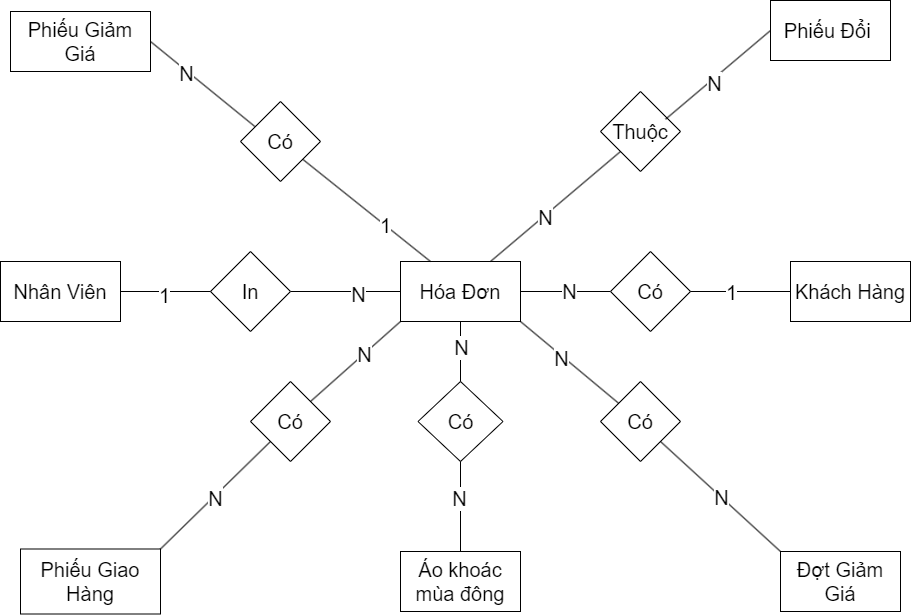 Phiếu Giảm
Giá
Phiếu Đổi
N
N
Có
Thuộc
N
1
Nhân Viên
1
In
N
Hóa Đơn
N
Có
1
Khách Hàng
N
N
N
Có
Có
Có
N
N
N
Phiếu Giao
Hàng
Áo khoác
mùa đông
Đợt Giảm
Giá